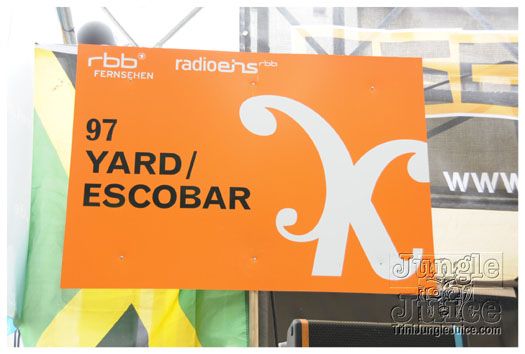 rbb
FERNSEHEN
radioeins rbb
97
YARD/
ESCOBAR
K
www.
Jungle
Juice
TriniJungleJuice.com